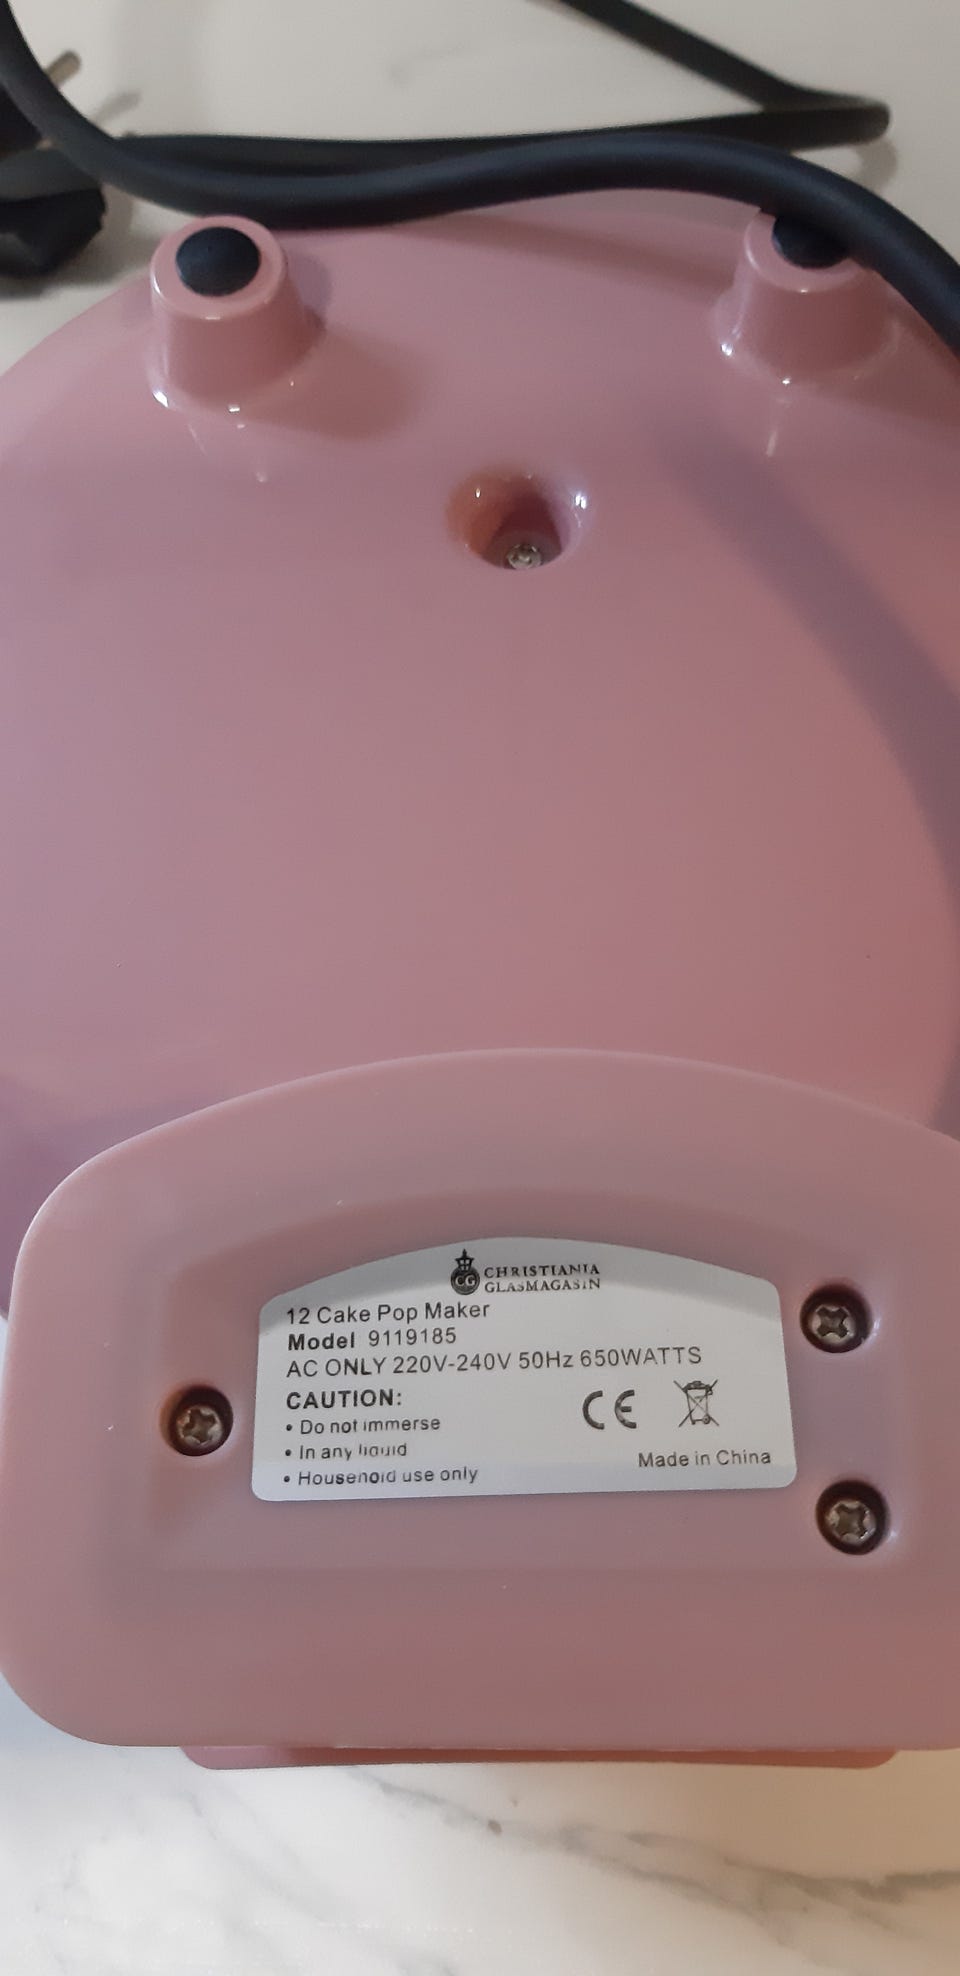 CG CHRISTIANIA
GLASMAGASIN
12 Cake Pop Maker
Model 9119185
AC ONLY 220V-240V 50Hz 650WATTS
CAUTION:
• Do not immerse
• In any liquid
• Household use only
CE
Made in China